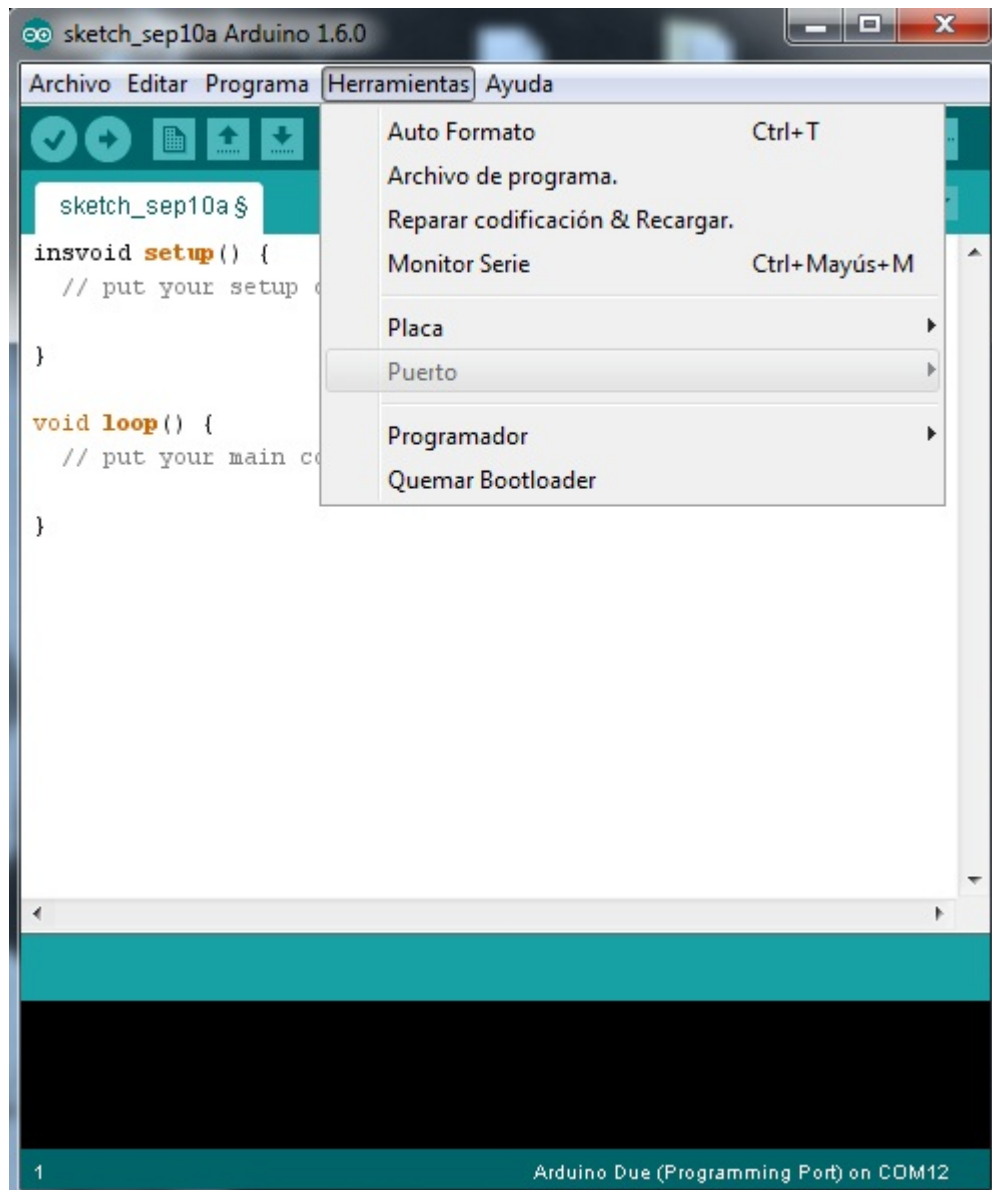 sketch_sep10a Arduino 1.6.0
Archivo Editar Programa Herramientas Ayuda
Auto Formato Ctrl+T
Archivo de programa.
Reparar codificación & Recargar.
Monitor Serie Ctrl+Mayús+M
Placa
Puerto
Programador
Quemar Bootloader
sketch_sep10a §
insvoid setup() {
// put your setup
}
void loop() {
// put your main
}
1 Arduino Due (Programming Port) on COM12